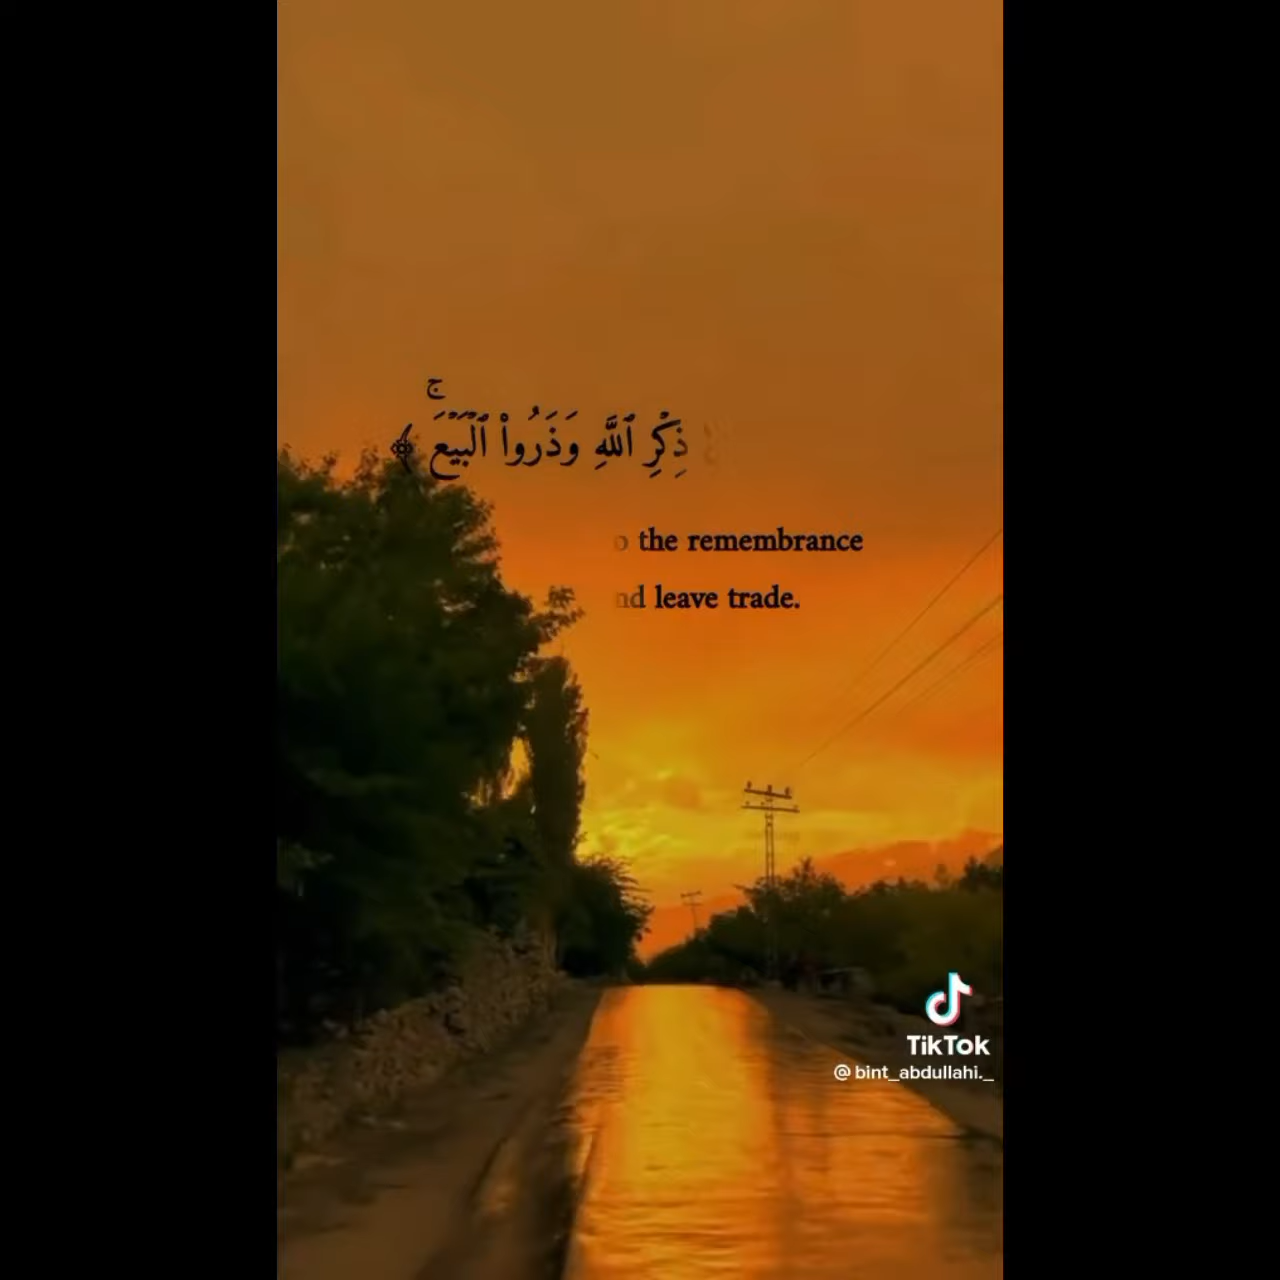 ذِكْرِ ٱللَّهِ وَذَرُوا۟ ٱلْبَيْعَ ۚ ﴾
the remembrance
leave trade.
TikTok
@bint_abdullahi._